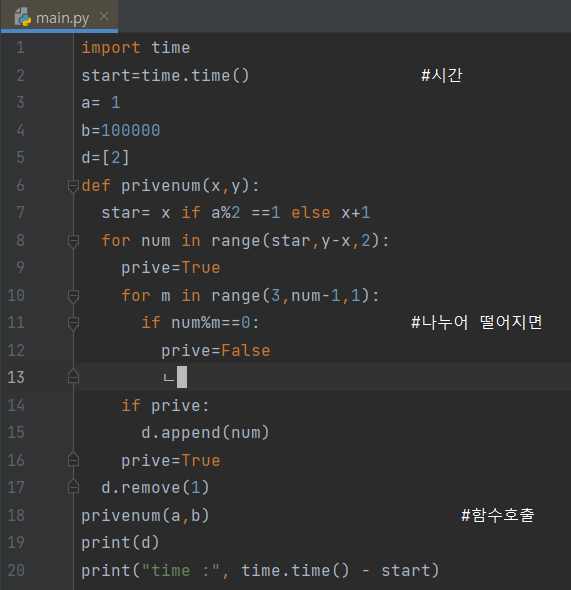 main.py
1 import time
2 start=time.time() #시간
3 a= 1
4 b=100000
5 d=[2]
6 def privenum(x,y):
7 star= x if a%2 ==1 else x+1
8 for num in range(star,y-x,2):
9 prive=True
10 for m in range(3,num-1,1):
11 if num%m==0: #나누어 떨어지면
12 prive=False
13 ㄴ
14 if prive:
15 d.append(num)
16 prive=True
17 d.remove(1)
18 privenum(a,b) #함수호출
19 print(d)
20 print("time :", time.time() - start)